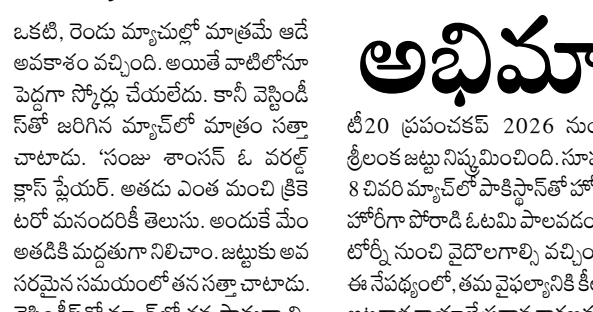 ఒకటి, రెండు మ్యాచుల్లో మాత్రమే ఆడే
అవకాశం వచ్చింది. అయితే వాటిలోనూ
పెద్దగా స్కోర్లు చేయలేదు. కానీ వెస్టిండీ
స్‌తో జరిగిన మ్యాచ్‌లో మాత్రం సత్తా
చాటాడు. ‘సంజు శాంసన్ ఓ వరల్డ్
క్లాస్ ప్లేయర్. అతడు ఎంత మంచి క్రికె
టరో మనందరికీ తెలుసు. అందుకే మేం
అతడికి మద్దతుగా నిలిచాం. జట్టుకు అవ
సరమైన సమయంలో తన సత్తా చాటాడు.
అభిమా
టీ20 ప్రపంచకప్ 2026 నుం
శ్రీలంక జట్టు నిష్క్రమించింది. సూప
8 చివరి మ్యాచ్‌లో పాకిస్థాన్‌తో హో
హోరీగా పోరాడి ఓటమి పాలవడం
టోర్నీ నుంచి వైదొలగాల్సి వచ్చిం
ఈ నేపథ్యంలో, తమ వైఫల్యానికి కీ